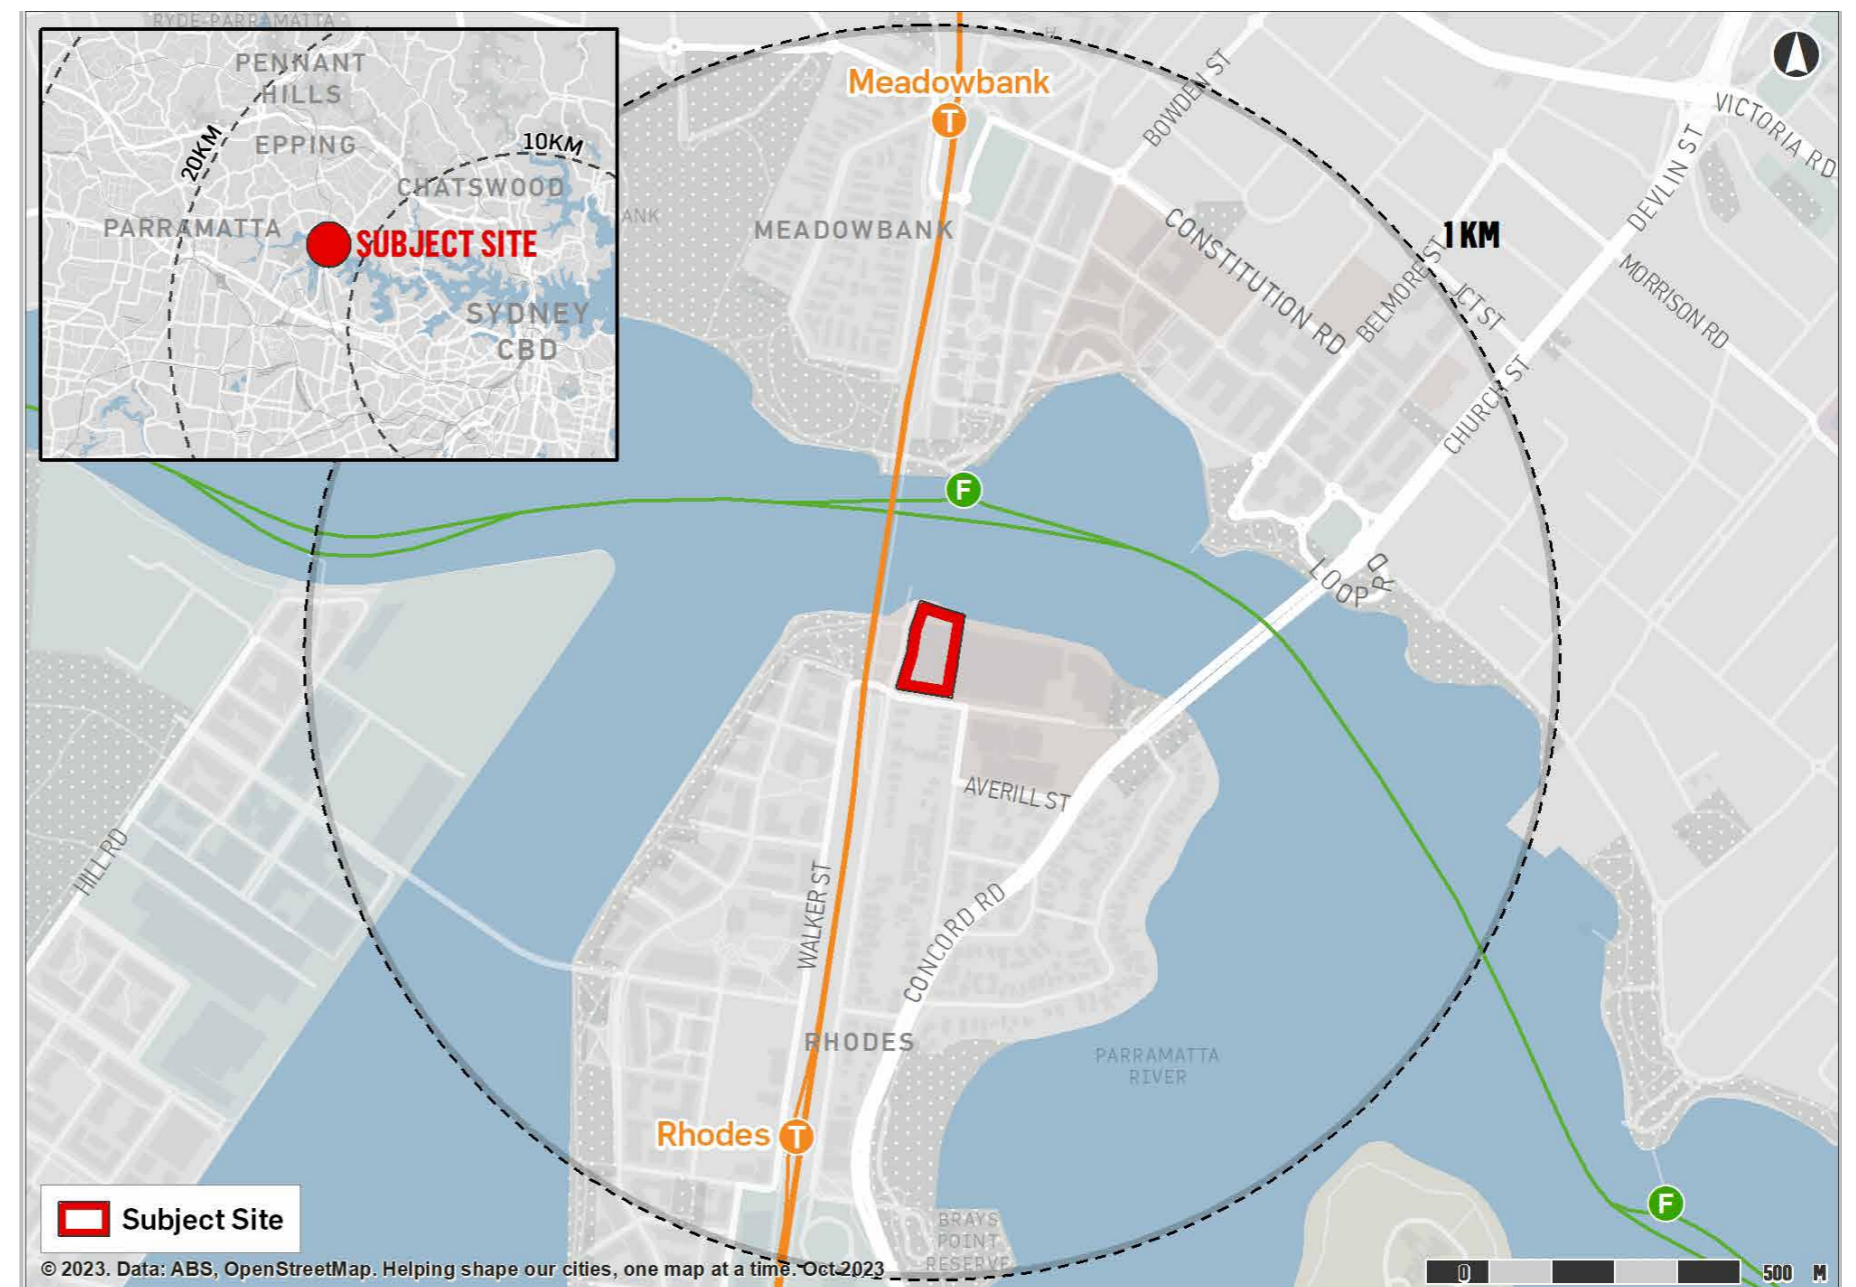 RYDE-PARRAMATTA
PENNANT
HILLS
EPPING
20KM
10KM
CHATSWOOD
PARRAMATTA
SUBJECT SITE
SYDNEY
CBD
Meadowbank
T
BOWDEN ST
VICTORIA RD
DEVLIN ST
MEADOWBANK
ANK
CONSTITUTION RD
1 KM
BELMORE ST
JCT ST
MORRISON RD
CHURCH ST
F
LOOP
DR
AVERILL ST
HILL RD
WALKER ST
CONCORD RD
RHODES
PARRAMATTA
RIVER
Rhodes
T
F
BRAYS
POINT
RESERVE
Subject Site
© 2023. Data: ABS, OpenStreetMap. Helping shape our cities, one map at a time. Oct 2023
0
500 M